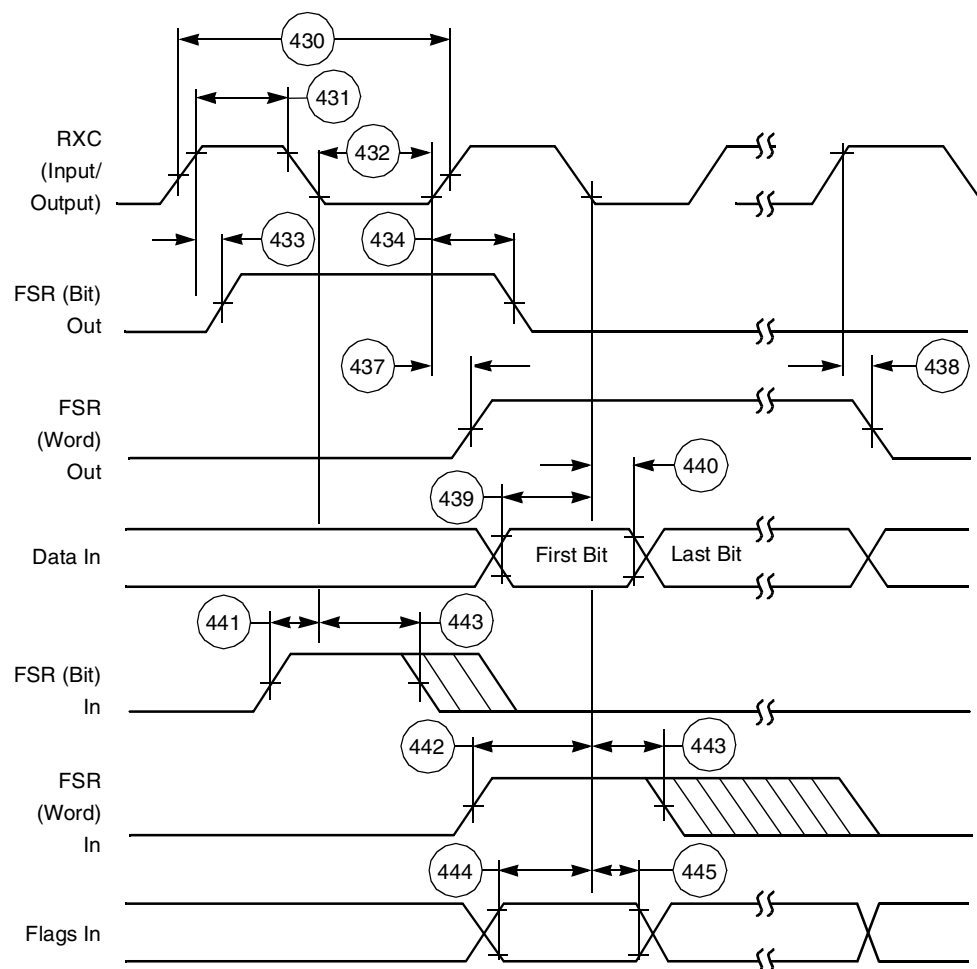 430
431
RXC
(Input/
Output)
432
433
434
FSR (Bit)
Out
437
438
FSR
(Word)
Out
440
439
Data In
First Bit
Last Bit
441
443
FSR (Bit)
In
442
443
FSR
(Word)
In
444
445
Flags In